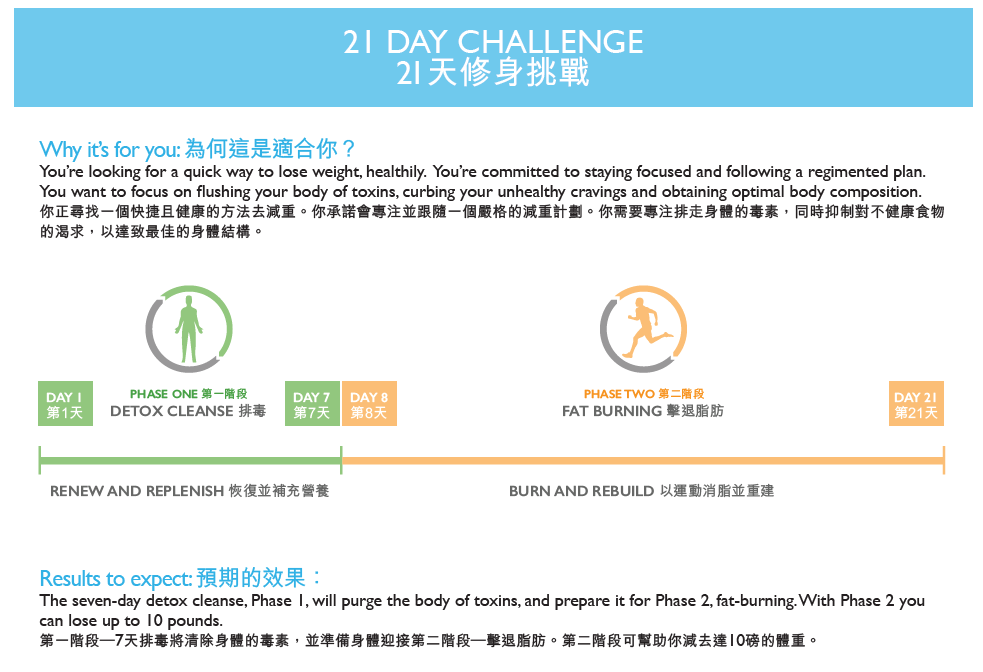 21 DAY CHALLENGE
21天修身挑戰
Why it's for you: 為何這是適合你？
You're looking for a quick way to lose weight, healthily. You're committed to staying focused and following a regimented plan.
You want to focus on flushing your body of toxins, curbing your unhealthy cravings and obtaining optimal body composition.
你正尋找一個快捷且健康的方法去減重。你承諾會專注並跟隨一個嚴格的減重計劃。你需要專注排走身體的毒素，同時抑制對不健康食物
的渴求，以達致最佳的身體結構。
DAY 1
第1天
PHASE ONE 第一階段
DETOX CLEANSE 排毒
DAY 7
第7天
DAY 8
第8天
PHASE TWO 第二階段
FAT BURNING 擊退脂肪
DAY 21
第21天
RENEW AND REPLENISH 恢復並補充營養
BURN AND REBUILD 以運動消脂並重建
Results to expect: 預期的效果：
The seven-day detox cleanse, Phase 1, will purge the body of toxins, and prepare it for Phase 2, fat-burning. With Phase 2 you
can lose up to 10 pounds.
第一階段—7天排毒將清除身體的毒素，並準備身體迎接第二階段—擊退脂肪。第二階段可幫助你減去達10磅的體重。